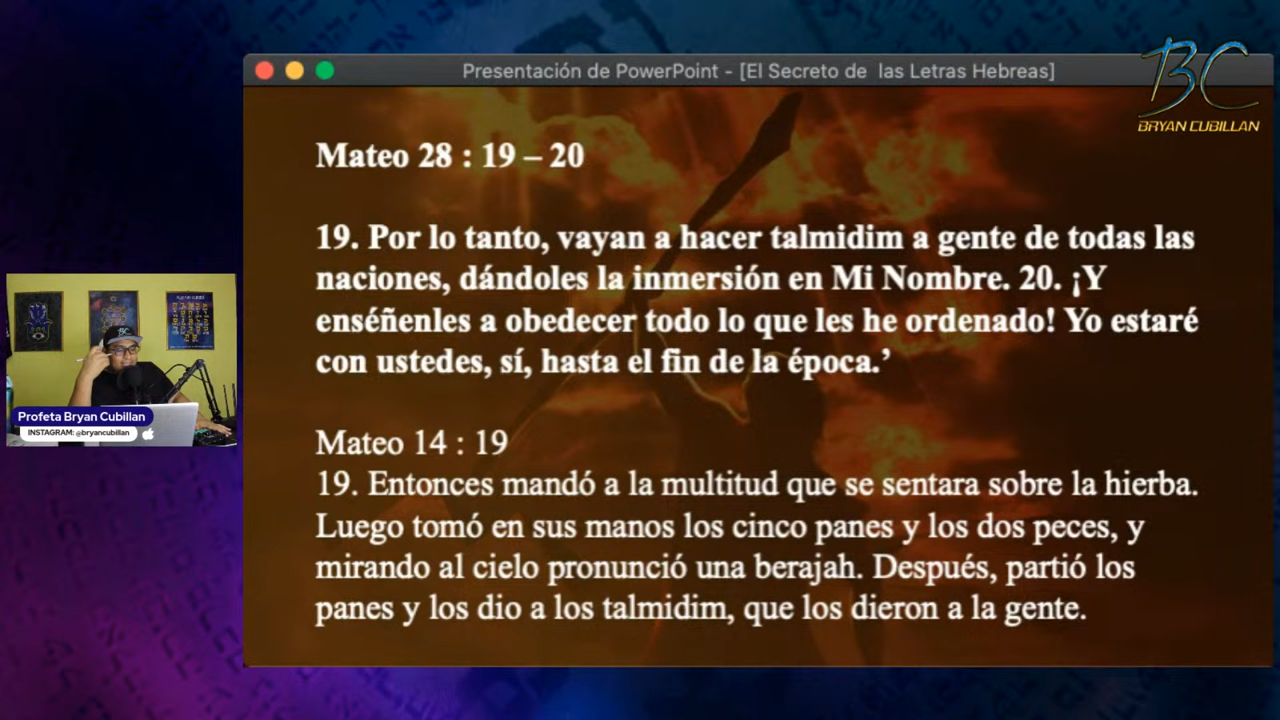 Presentación de PowerPoint - [El Secreto de las Letras Hebreas]
BC
BRYAN CUBILLAN
Mateo 28 : 19 – 20
19. Por lo tanto, vayan a hacer talmidim a gente de todas las
naciones, dándoles la inmersión en Mi Nombre. 20. ¡Y
enséñenles a obedecer todo lo que les he ordenado! Yo estaré
con ustedes, sí, hasta el fin de la época.’
Mateo 14 : 19
19. Entonces mandó a la multitud que se sentara sobre la hierba.
Luego tomó en sus manos los cinco panes y los dos peces, y
mirando al cielo pronunció una berajah. Después, partió los
panes y los dio a los talmidim, que los dieron a la gente.
Profeta Bryan Cubillan
INSTAGRAM: @bryancubillan